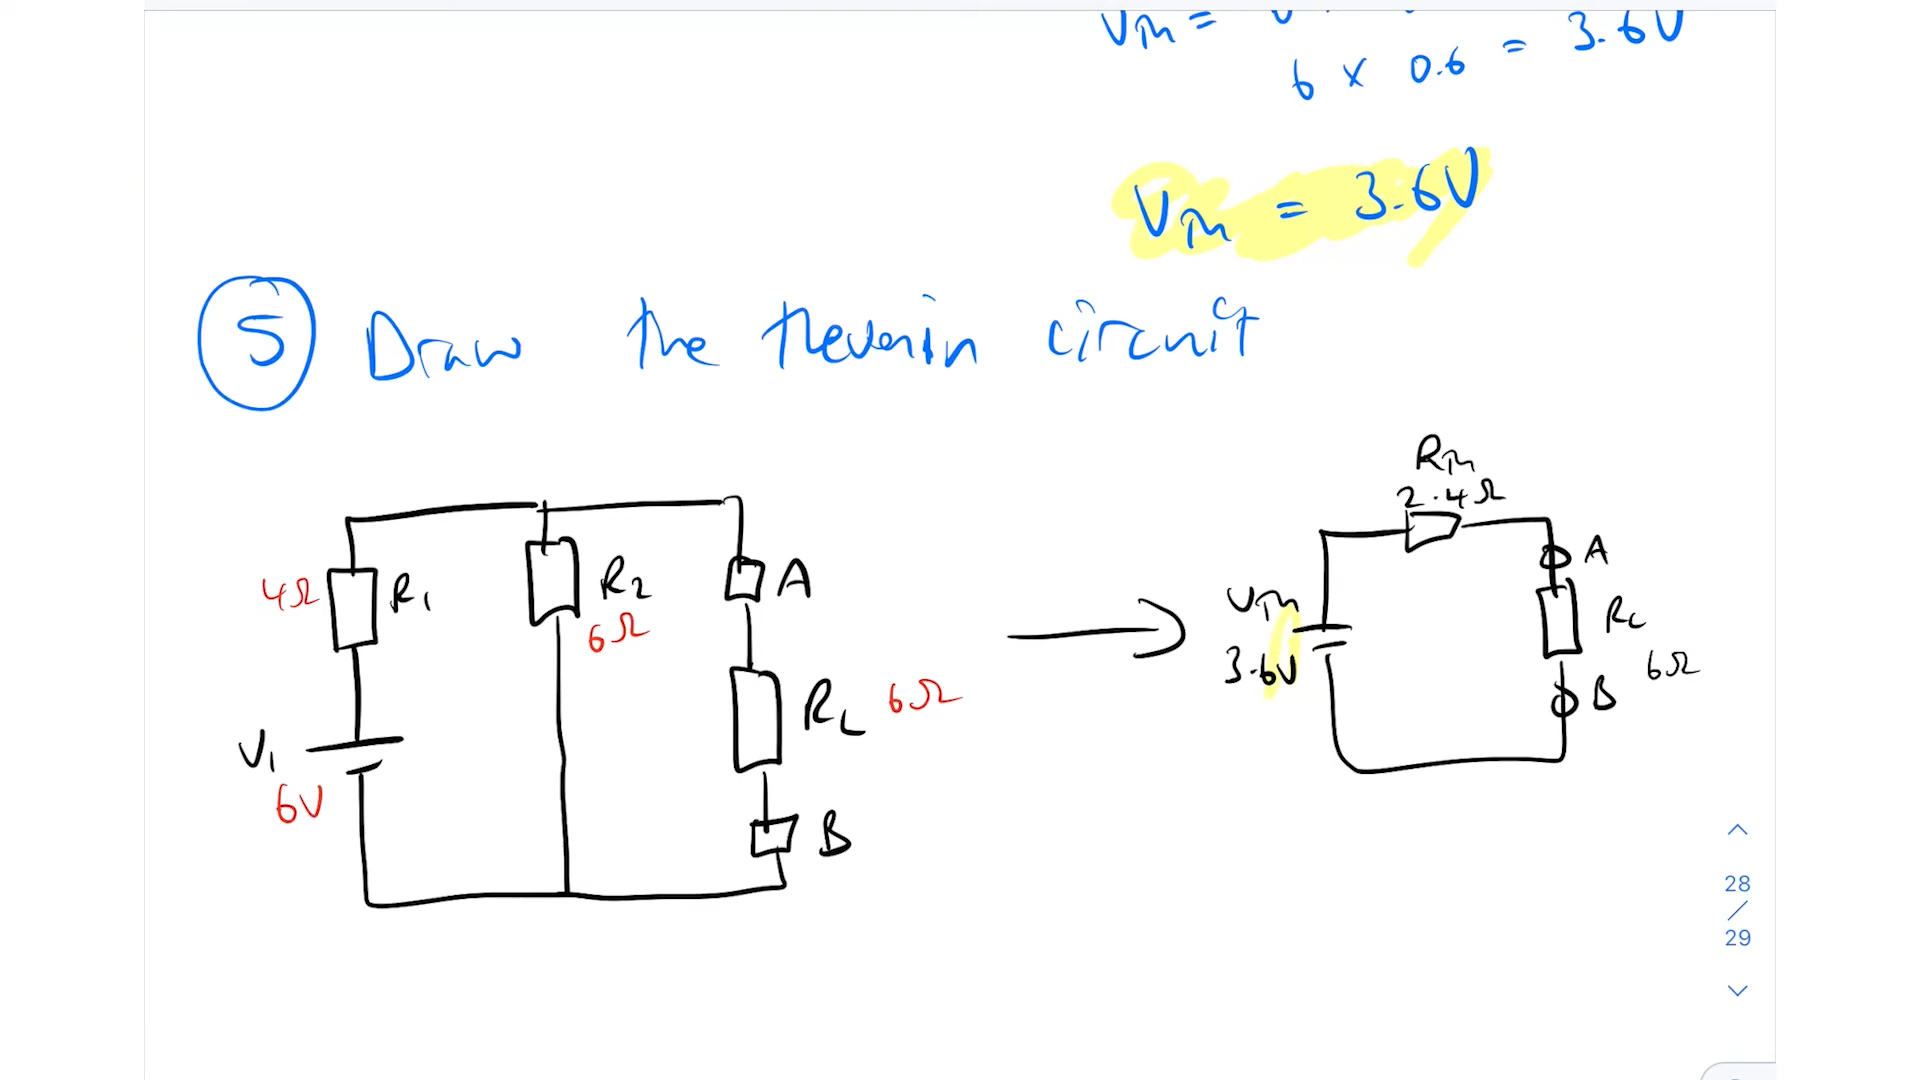 VTh =
6 x 0.6 = 3.6V
VTh = 3.6V
5 Draw the thevenin circuit
RTh
2.4Ω
4Ω R1
R2
6Ω
A
A
VTh
3.6V
RL
6Ω
RL 6Ω
B
V1
6V
B
28
/
29